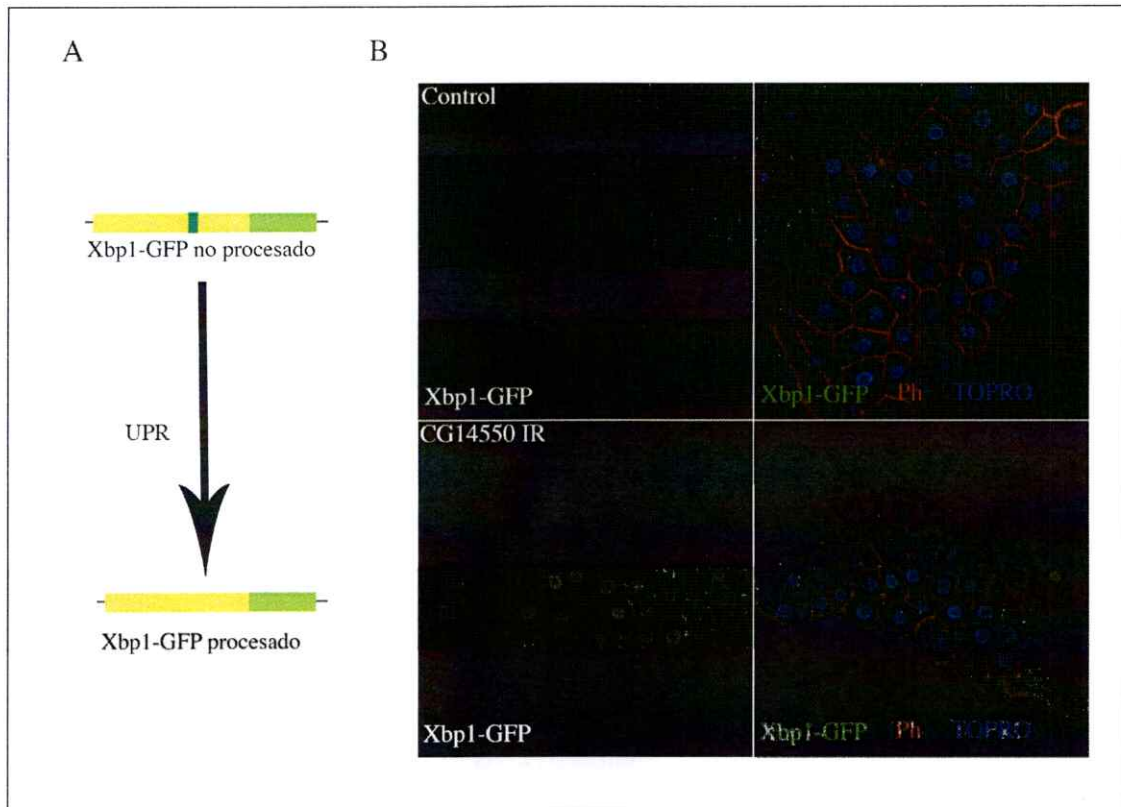 A
B
Xbp1-GFP no procesado
UPR
Xbp1-GFP procesado
Control
Xbp1-GFP
Xbp1-GFP Ph TOPRO
CG14550 IR
Xbp1-GFP
Xbp1-GFP Ph TOPRO